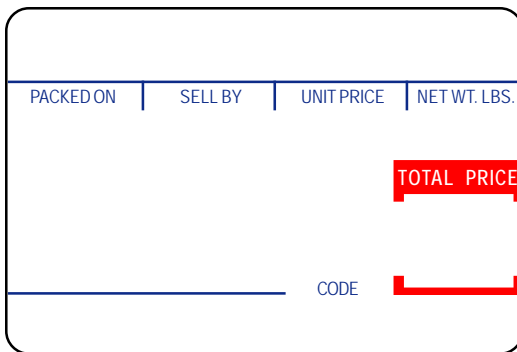 PACKED ON SELL BY UNIT PRICE NET WT. LBS.
TOTAL PRICE
CODE